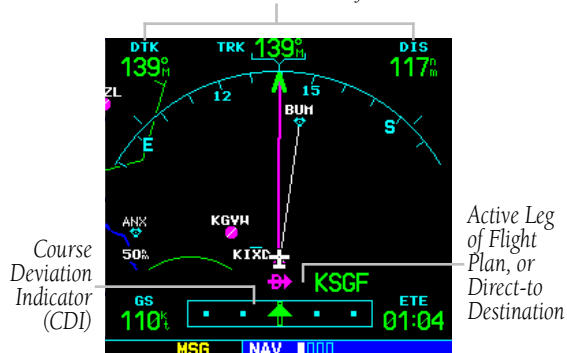 DTK TRK 139°M DIS
139°M 117nm
ZL
12 15
BUM
E S
ANX KGVW
50nm KIXD
Active Leg
of Flight
Plan, or
Direct-to
Destination
Course
Deviation
Indicator
(CDI)
D KSGF
GS ETE
110kt 01:04
MSG NAV